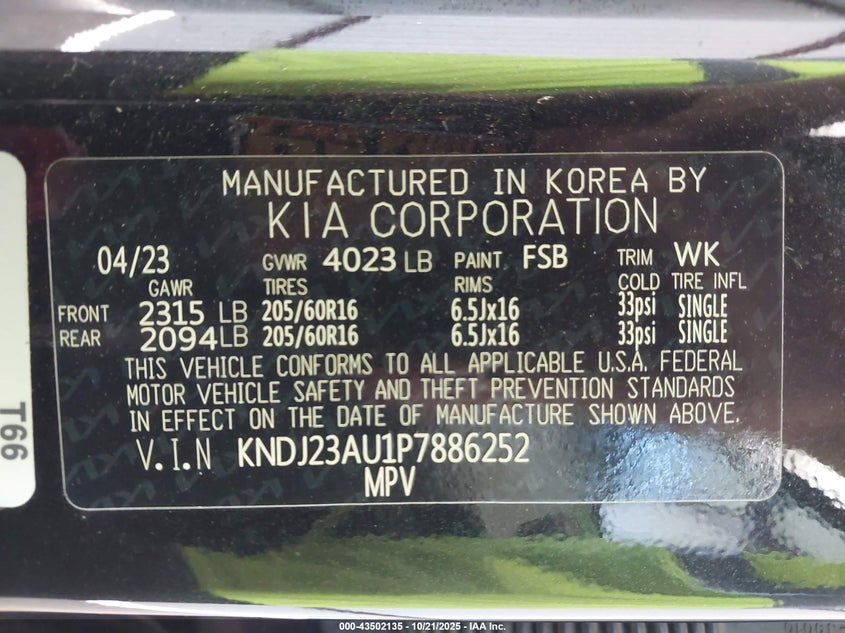 MANUFACTURED IN KOREA BY
KIA CORPORATION
04/23 GVWR 4023 LB PAINT FSB TRIM WK
GAWR TIRES RIMS COLD TIRE INFL
FRONT 2315 LB 205/60R16 6.5Jx16 33psi SINGLE
REAR 2094 LB 205/60R16 6.5Jx16 33psi SINGLE
THIS VEHICLE CONFORMS TO ALL APPLICABLE U.S.A. FEDERAL
MOTOR VEHICLE SAFETY AND THEFT PREVENTION STANDARDS
IN EFFECT ON THE DATE OF MANUFACTURE SHOWN ABOVE.
V.I.N KNDJ23AU1P7886252
MPV
T66
000-43502135 - 10/21/2025 - IAA Inc.